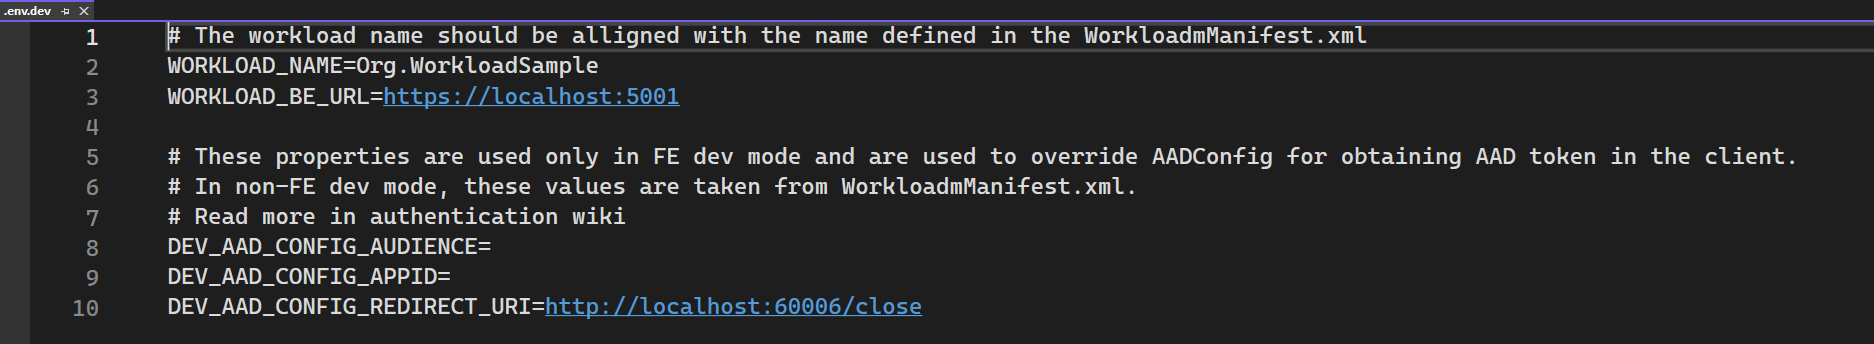 .env.dev
1 # The workload name should be alligned with the name defined in the WorkloadmManifest.xml
2 WORKLOAD_NAME=Org.WorkloadSample
3 WORKLOAD_BE_URL=https://localhost:5001
4
5 # These properties are used only in FE dev mode and are used to override AADConfig for obtaining AAD token in the client.
6 # In non-FE dev mode, these values are taken from WorkloadmManifest.xml.
7 # Read more in authentication wiki
8 DEV_AAD_CONFIG_AUDIENCE=
9 DEV_AAD_CONFIG_APPID=
10 DEV_AAD_CONFIG_REDIRECT_URI=http://localhost:60006/close